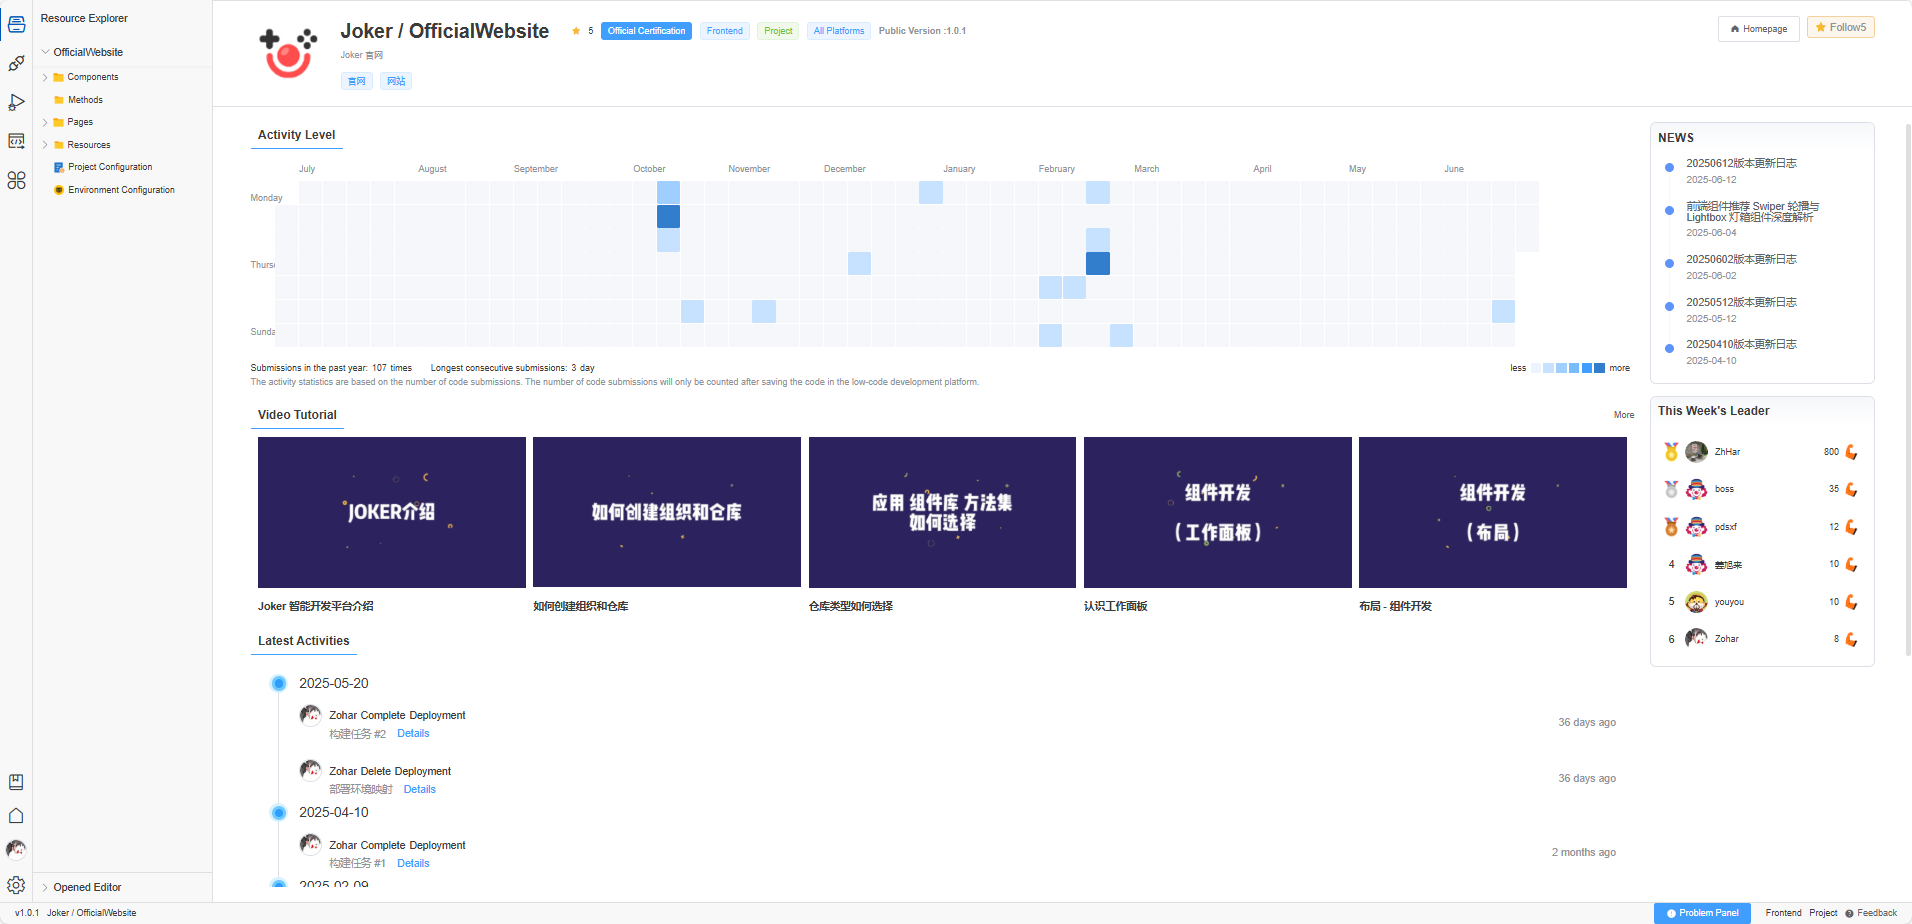 Resource Explorer
OfficialWebsite
Components
Methods
Pages
Resources
Project Configuration
Environment Configuration
Opened Editor
Joker / OfficialWebsite
5 Official Certification Frontend Project All Platforms Public Version :1.0.1
Joker 官网
官网 网站
Homepage
Follow5
Activity Level
July August September October November December January February March April May June
Monday
Thurs
Sunda
Submissions in the past year: 107 times Longest consecutive submissions: 3 day
less more
The activity statistics are based on the number of code submissions. The number of code submissions will only be counted after saving the code in the low-code development platform.
Video Tutorial
More
JOKER介绍
如何创建组织和仓库
应用 组件库 方法集
如何选择
组件开发
（工作面板）
组件开发
（布局）
Joker 智能开发平台介绍
如何创建组织和仓库
仓库类型如何选择
认识工作面板
布局 - 组件开发
Latest Activities
2025-05-20
Zohar Complete Deployment
构建任务 #2 Details
36 days ago
Zohar Delete Deployment
部署环境映射 Details
36 days ago
2025-04-10
Zohar Complete Deployment
构建任务 #1 Details
2 months ago
2025-02-09
NEWS
20250612版本更新日志
2025-06-12
前端组件推荐 Swiper 轮播与
Lightbox 灯箱组件深度解析
2025-06-04
20250602版本更新日志
2025-06-02
20250512版本更新日志
2025-05-12
20250410版本更新日志
2025-04-10
This Week's Leader
ZhHar 800
boss 35
pdsxf 12
4 姜旭来 10
5 youyou 10
6 Zohar 8
v1.0.1 Joker / OfficialWebsite
Problem Panel
Frontend Project Feedback